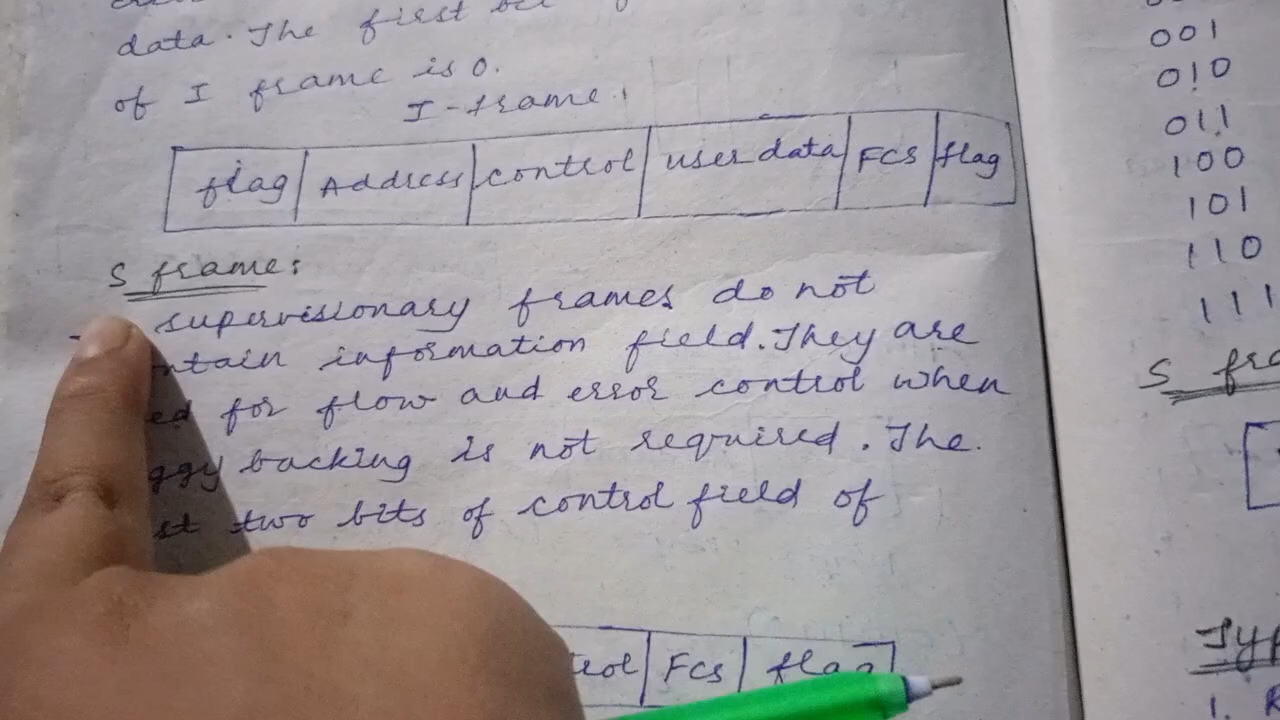 data. The first
of I frame is 0.
I-frame
flag Address control user data FCS flag
S frame:
supervisionary frames do not
ntain information field. They are
ed for flow and error control when
ggy backing is not required. The
st two bits of control field of
rol FCS flag
001
010
011
100
101
110
111
S fra
Typ
1. R